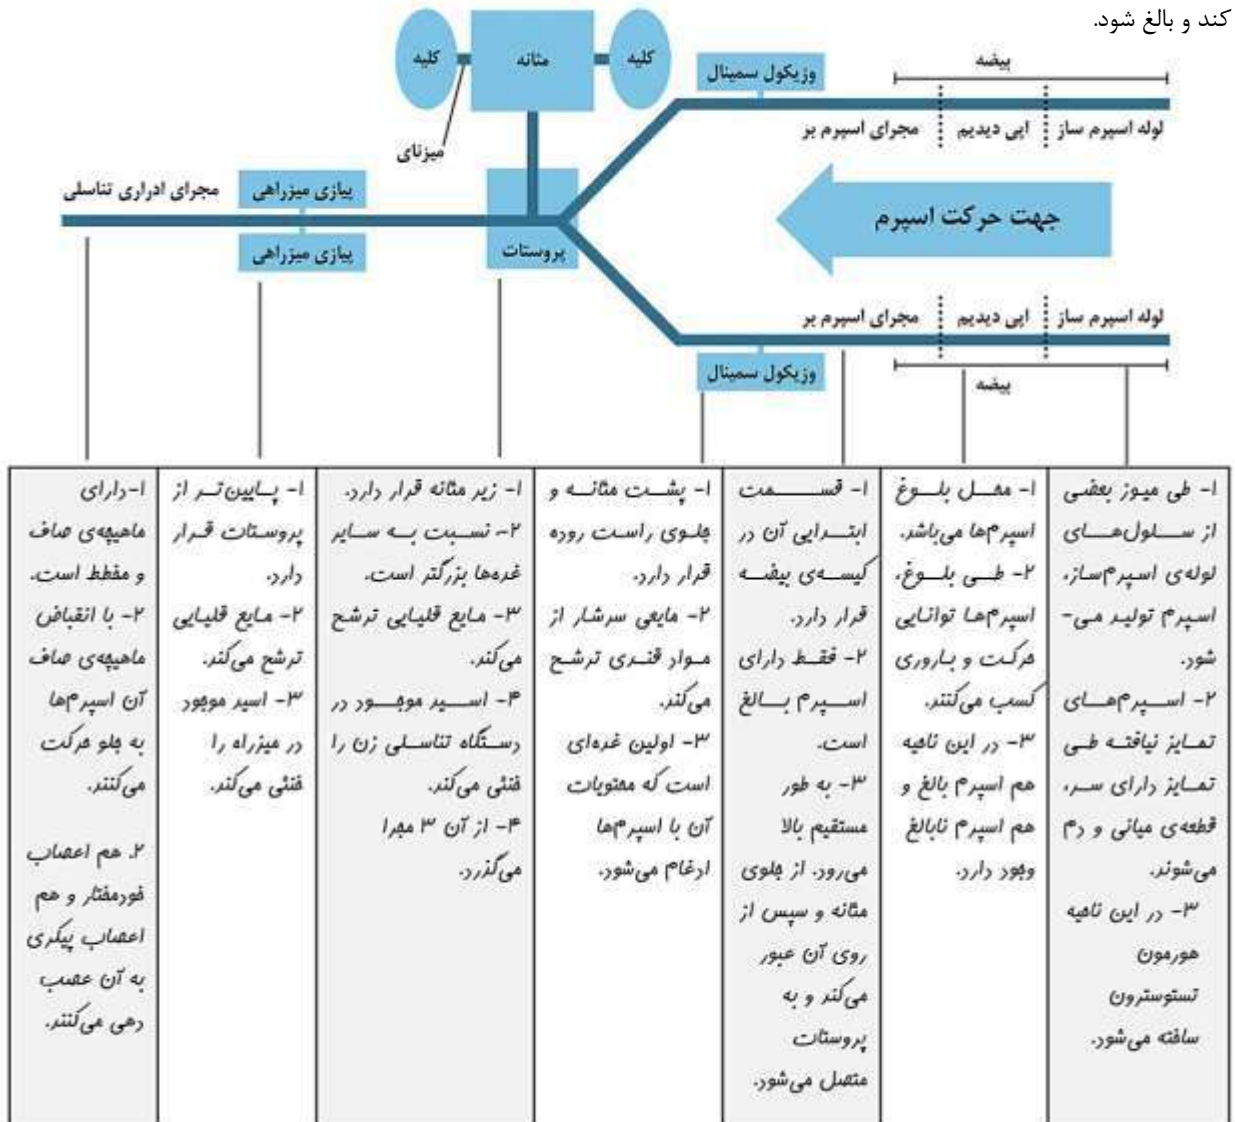 کند و بالغ شود.
کلیه
مثانه
کلیه
میزنای
وزیکول سمینال
بیضه
مجرای اسپرم بر
اپی دیدیم
لوله اسپرم ساز
مجرای ادراری تناسلی
پیازی میزراهی
پیازی میزراهی
پروستات
جهت حرکت اسپرم
مجرای اسپرم بر
اپی دیدیم
لوله اسپرم ساز
وزیکول سمینال
بیضه
۱- طی میوز بعضی
از سلول‌های
لوله‌ی اسپرم‌ساز،
اسپرم تولید می-
شود.
۲- اسپرم‌های
تمایز نیافته طی
تمایز دارای سر،
قطعه‌ی میانی و دم
می‌شوند.
۳- در این ناحیه
هورمون
تستوسترون
ساخته می‌شود.
۱- محل بلوغ
اسپرم‌ها می‌باشد.
۲- طی بلوغ،
اسپرم‌ها توانایی
حرکت و باروری
کسب می‌کنند.
۳- در این ناحیه
هم اسپرم بالغ و
هم اسپرم نابالغ
وجود دارد.
۱- قسمت
ابتدایی آن در
کیسه‌ی بیضه
قرار دارد.
۲- فقط دارای
اسپرم بالغ
است.
۳- به طور
مستقیم بالا
می‌رود. از جلوی
مثانه و سپس از
روی آن عبور
می‌کند و به
پروستات
متصل می‌شود.
۱- پشت مثانه و
جلوی راست روده
قرار دارد.
۲- مایعی سرشار از
مواد قندی ترشح
می‌کند.
۳- اولین غده‌ای
است که محتویات
آن با اسپرم‌ها
ادغام می‌شود.
۱- زیر مثانه قرار دارد.
۲- نسبت به سایر
غده‌ها بزرگتر است.
۳- مایع قلیایی ترشح
می‌کند.
۴- اسید موجود در
دستگاه تناسلی زن را
خنثی می‌کند.
۴- از آن ۳ مجرا
می‌گذرد.
۱- پایین‌تر از
پروستات قرار
دارد.
۲- مایع قلیایی
ترشح می‌کند.
۳- اسید موجود
در میزراه را
خنثی می‌کند.
۱-دارای
ماهیچه‌ی صاف
و مخطط است.
۲- با انقباض
ماهیچه‌ی صاف
آن اسپرم‌ها
به جلو حرکت
می‌کنند.
۲. هم اعصاب
خودمختار و هم
اعصاب پیکری
به آن عصب
دهی می‌کنند.